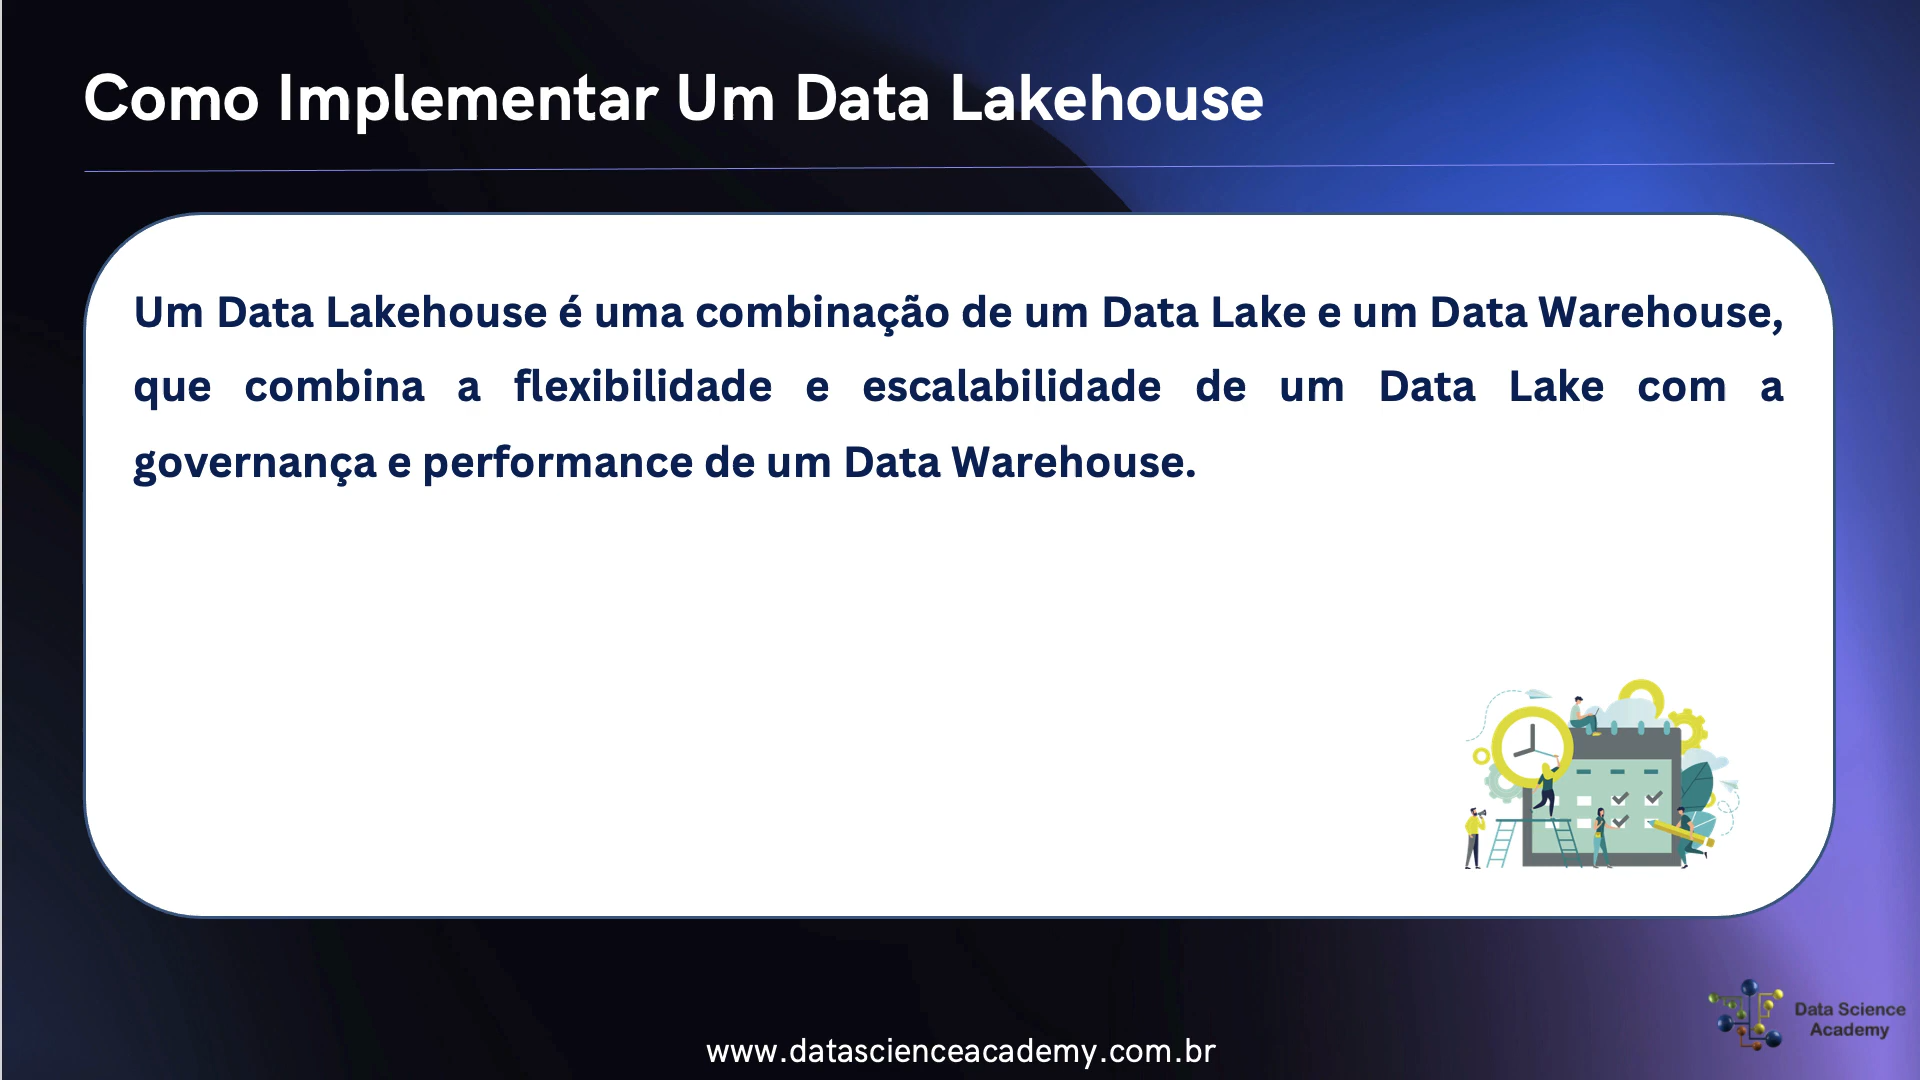 Como Implementar Um Data Lakehouse
Um Data Lakehouse é uma combinação de um Data Lake e um Data Warehouse,
que combina a flexibilidade e escalabilidade de um Data Lake com a
governança e performance de um Data Warehouse.
Data Science
Academy
www.datascienceacademy.com.br